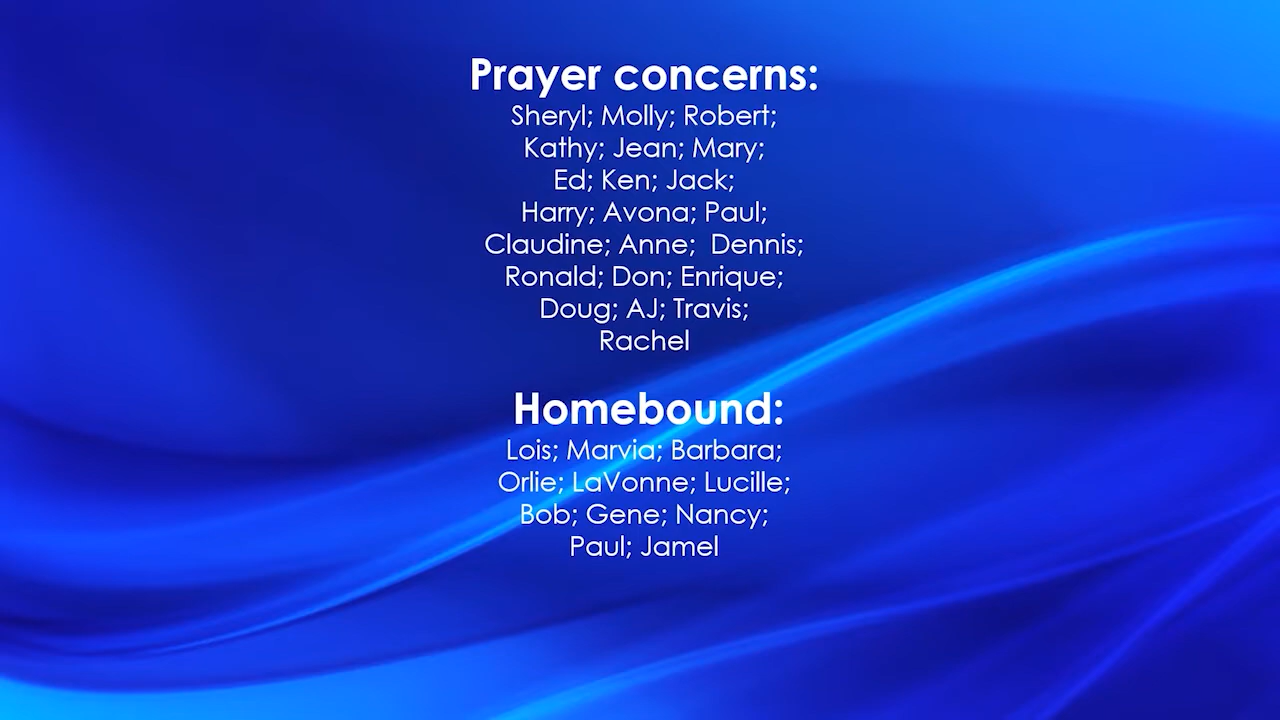 Prayer concerns:
Sheryl; Molly; Robert;
Kathy; Jean; Mary;
Ed; Ken; Jack;
Harry; Avona; Paul;
Claudine; Anne;  Dennis;
Ronald; Don; Enrique;
Doug; AJ; Travis;
Rachel
Homebound:
Lois; Marvia; Barbara;
Orlie; LaVonne; Lucille;
Bob; Gene; Nancy;
Paul; Jamel